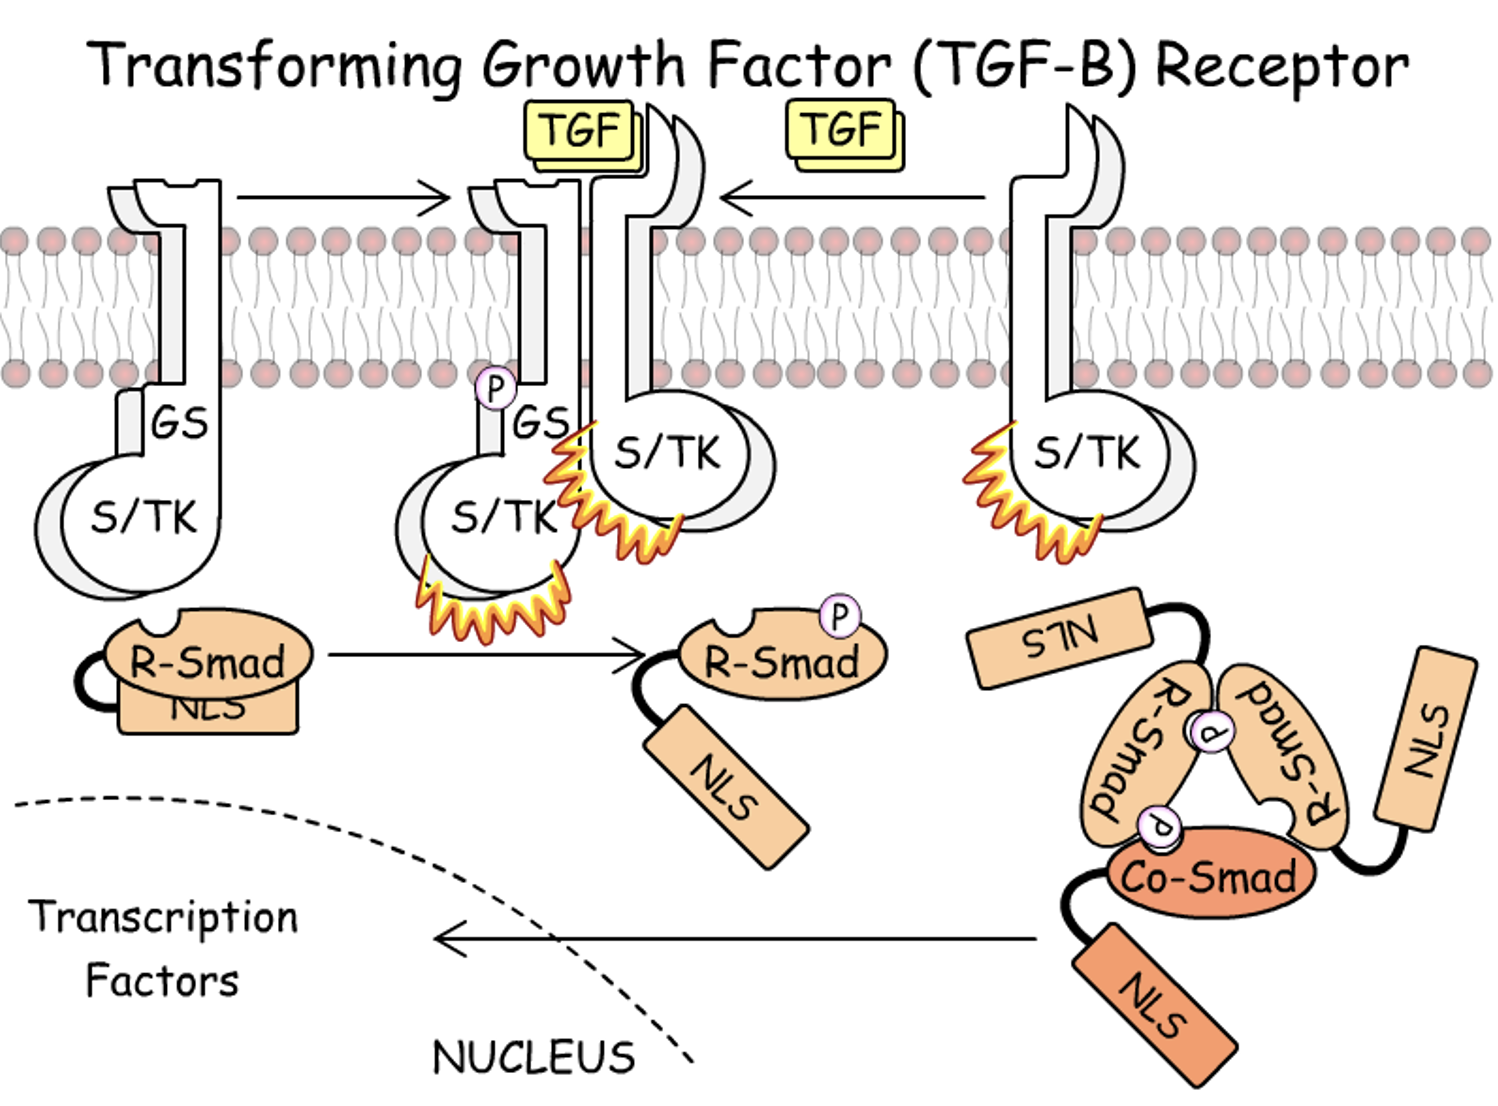 Transforming Growth Factor (TGF-B) Receptor
TGF
TGF
GS
S/TK
P
GS
S/TK
S/TK
S/TK
R-Smad
NLS
R-Smad
P
NLS
NLS
R-Smad
P
R-Smad
NLS
P
Co-Smad
NLS
Transcription
Factors
NUCLEUS